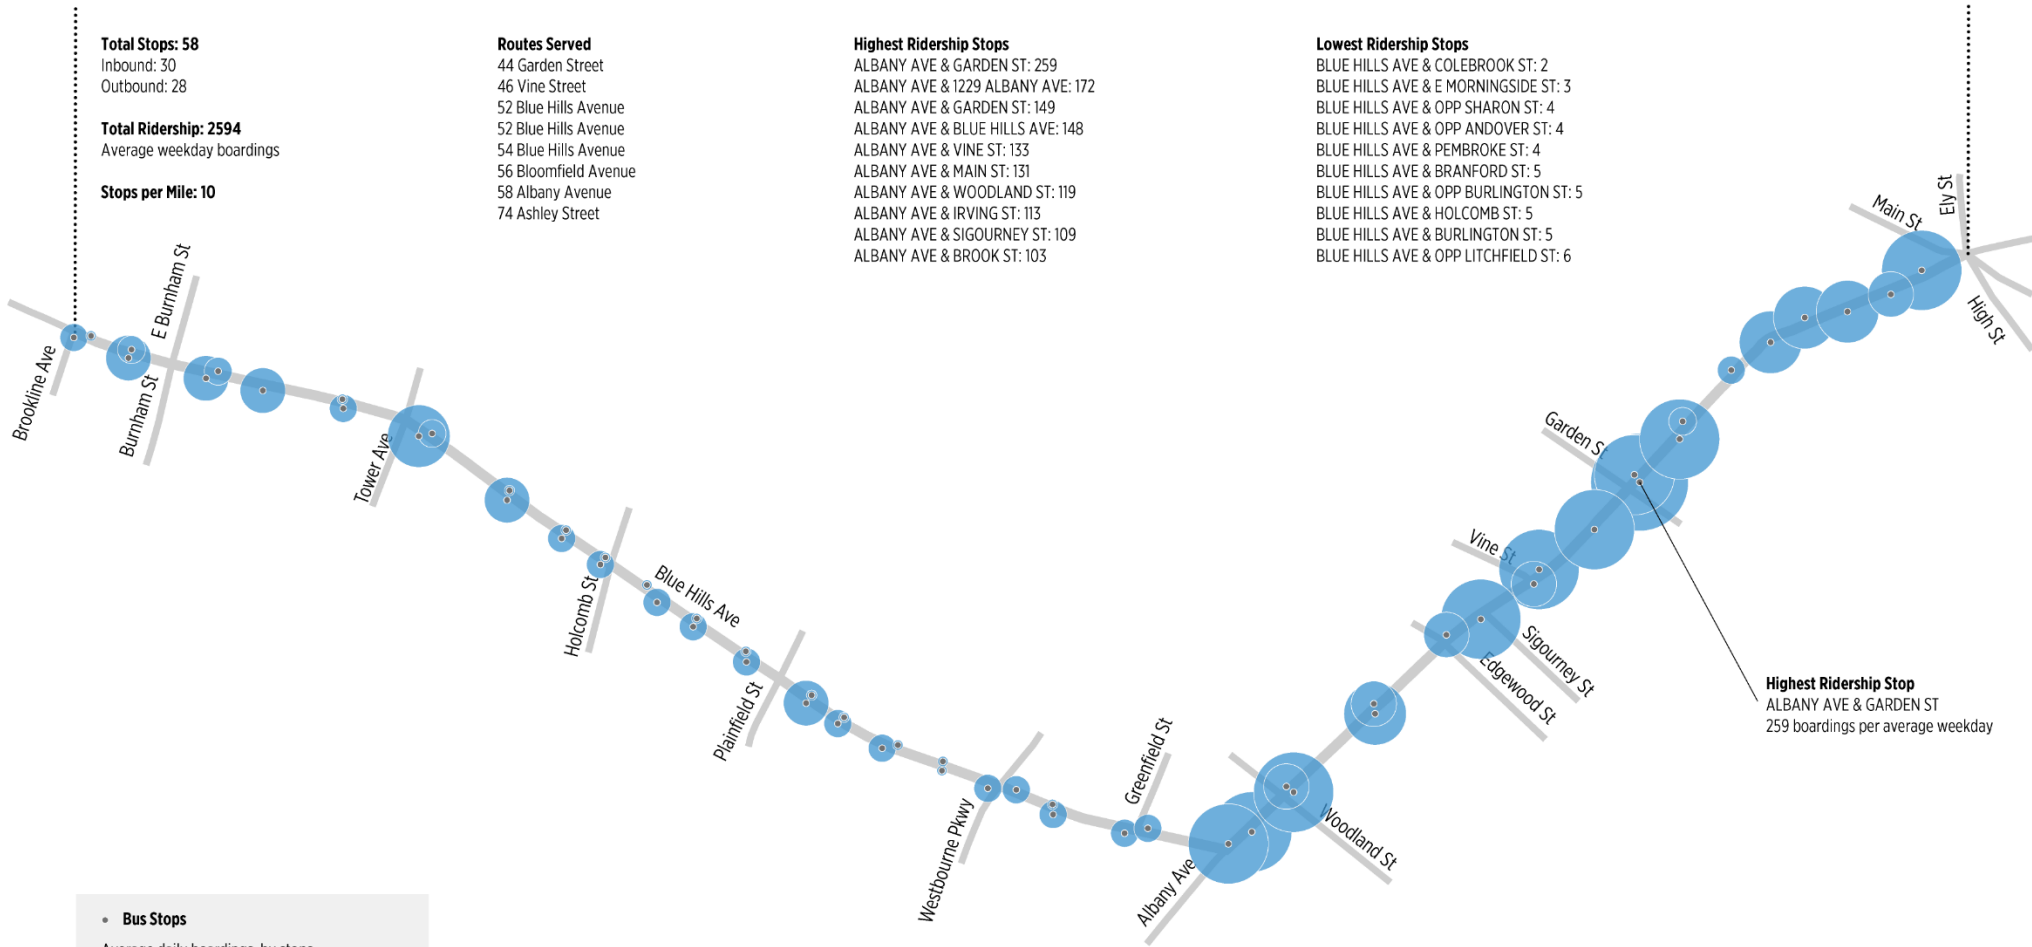 Total Stops: 58
Inbound: 30
Outbound: 28
Total Ridership: 2594
Average weekday boardings
Stops per Mile: 10
Routes Served
44 Garden Street
46 Vine Street
52 Blue Hills Avenue
52 Blue Hills Avenue
54 Blue Hills Avenue
56 Bloomfield Avenue
58 Albany Avenue
74 Ashley Street
Highest Ridership Stops
ALBANY AVE & GARDEN ST: 259
ALBANY AVE & 1229 ALBANY AVE: 172
ALBANY AVE & GARDEN ST: 149
ALBANY AVE & BLUE HILLS AVE: 148
ALBANY AVE & VINE ST: 133
ALBANY AVE & MAIN ST: 131
ALBANY AVE & WOODLAND ST: 119
ALBANY AVE & IRVING ST: 113
ALBANY AVE & SIGOURNEY ST: 109
ALBANY AVE & BROOK ST: 103
Lowest Ridership Stops
BLUE HILLS AVE & COLEBROOK ST: 2
BLUE HILLS AVE & E MORNINGSIDE ST: 3
BLUE HILLS AVE & OPP SHARON ST: 4
BLUE HILLS AVE & OPP ANDOVER ST: 4
BLUE HILLS AVE & PEMBROKE ST: 4
BLUE HILLS AVE & BRANFORD ST: 5
BLUE HILLS AVE & OPP BURLINGTON ST: 5
BLUE HILLS AVE & HOLCOMB ST: 5
BLUE HILLS AVE & BURLINGTON ST: 5
BLUE HILLS AVE & OPP LITCHFIELD ST: 6
Brookline Ave
E Burnham St
Burnham St
Tower Ave
Holcomb St
Blue Hills Ave
Plainfield St
Westbourne Pkwy
Greenfield St
Albany Ave
Woodland St
Edgewood St
Sigourney St
Vine St
Garden St
Main St
Ely St
High St
Highest Ridership Stop
ALBANY AVE & GARDEN ST
259 boardings per average weekday
Bus Stops
Average daily boardings, by stops